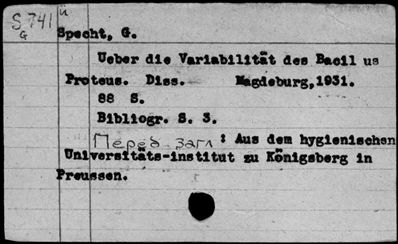 S 741 ü
G
Specht, G.
Ueber die Variabilität des Bacil us
Proteus. Diss. Magdeburg,1931.
88 S.
Bibliogr. S. 3.
Перед загл : Aus dem hygienischen
Universitäts-institut zu Königsberg in
Preussen.